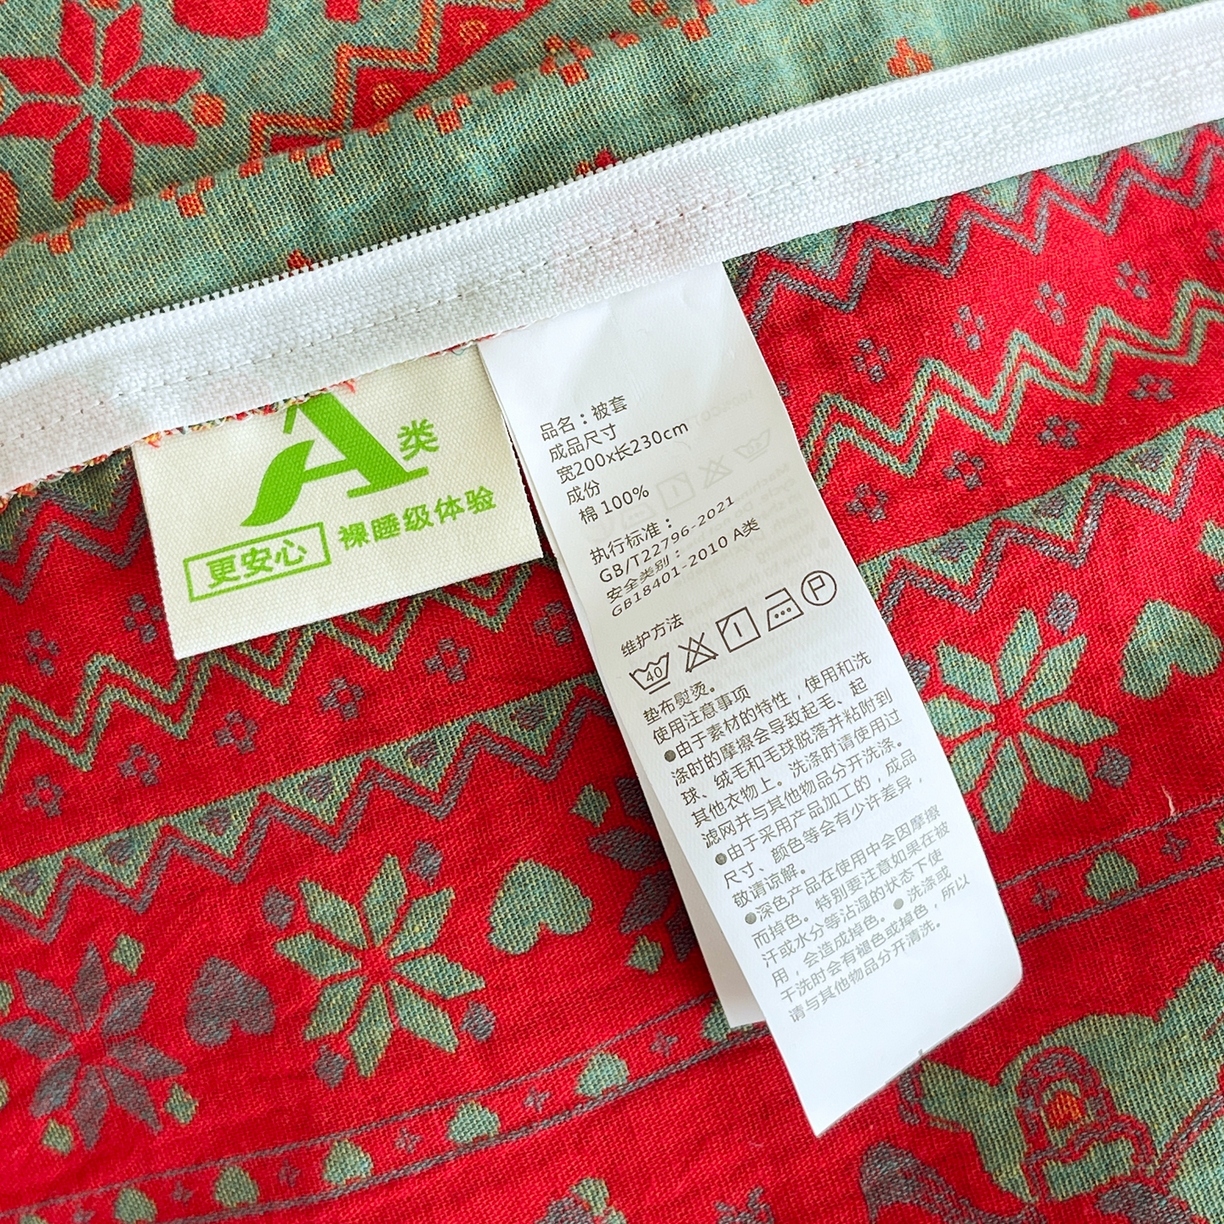 A类
更安心 裸睡级体验
品名：被套
成品尺寸
宽200x长230cm
成份
棉 100%
执行标准：
GB/T22796-2021
安全类别：
GB18401-2010 A类
维护方法
40
P
垫布熨烫。
使用注意事项
●由于素材的特性，使用和洗
涤时的摩擦会导致起毛、起
球、绒毛和毛球脱落并粘附到
其他衣物上。洗涤时请使用过
滤网并与其他物品分开洗涤。
●由于采用产品加工的，成品
尺寸、颜色等会有少许差异，
敬请谅解。
●深色产品在使用中会因摩擦
而掉色。特别要注意如果在被
汗或水分等沾湿的状态下使
用，会造成掉色。●洗涤或
干洗时会有褪色或掉色，所以
请与其他物品分开清洗。